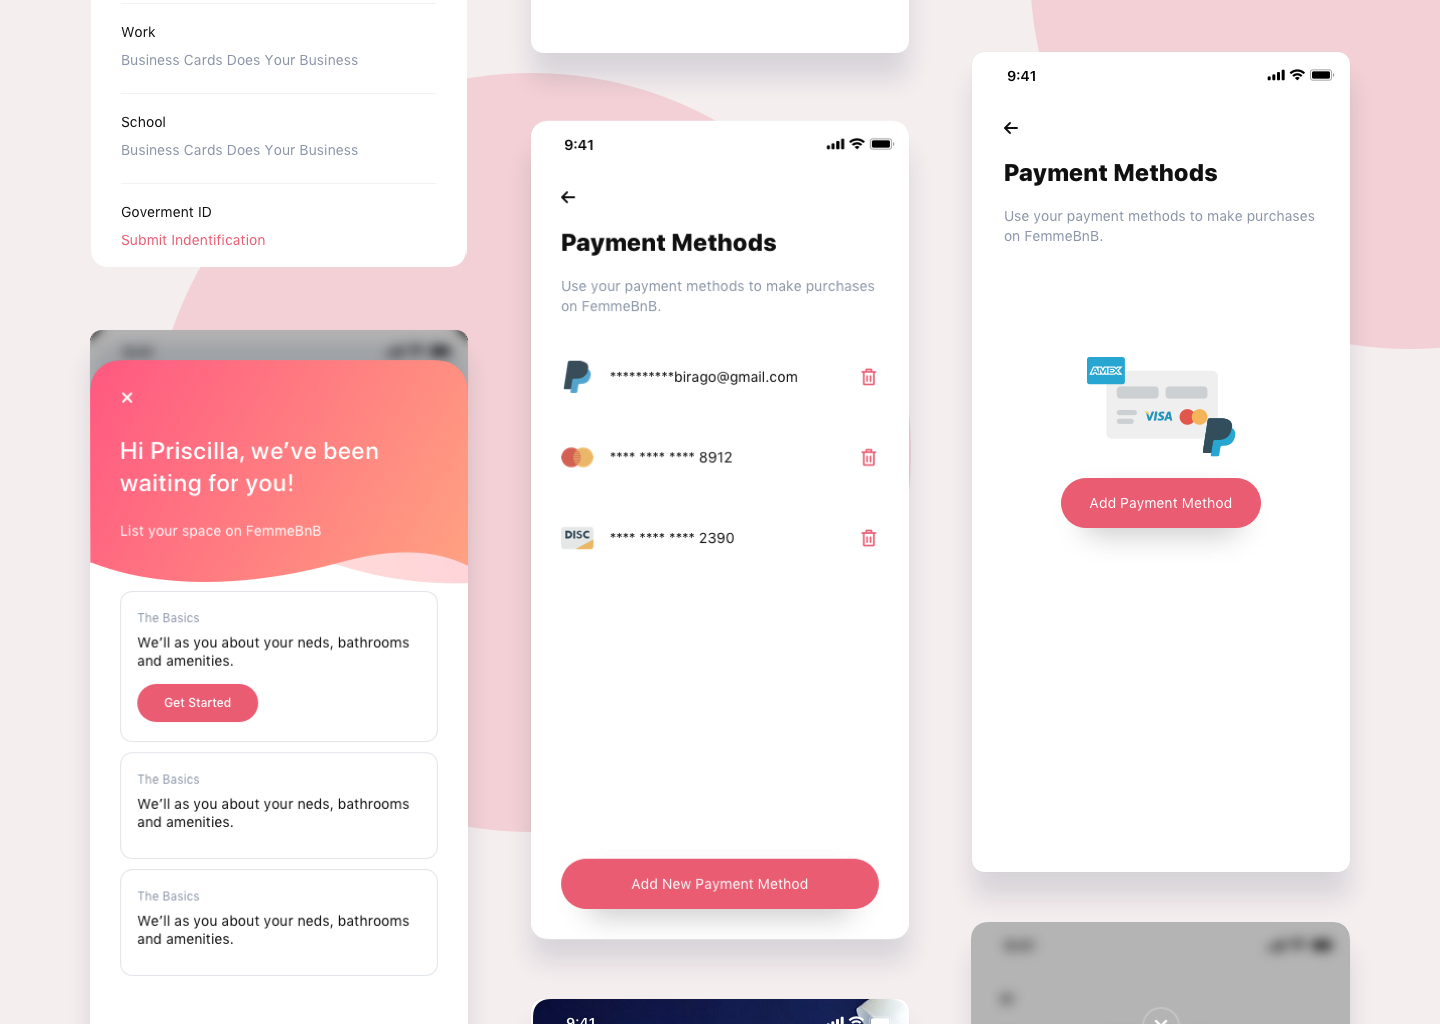 Work
Business Cards Does Your Business
School
Business Cards Does Your Business
Goverment ID
Submit Indentification
Hi Priscilla, we’ve been
waiting for you!
List your space on FemmeBnB
The Basics
We’ll as you about your neds, bathrooms
and amenities.
Get Started
The Basics
We’ll as you about your neds, bathrooms
and amenities.
The Basics
We’ll as you about your neds, bathrooms
and amenities.
9:41
Payment Methods
Use your payment methods to make purchases
on FemmeBnB.
**********birago@gmail.com
**** **** **** 8912
DISC
**** **** **** 2390
Add New Payment Method
9:41
9:41
Payment Methods
Use your payment methods to make purchases
on FemmeBnB.
AMEX
VISA
Add Payment Method